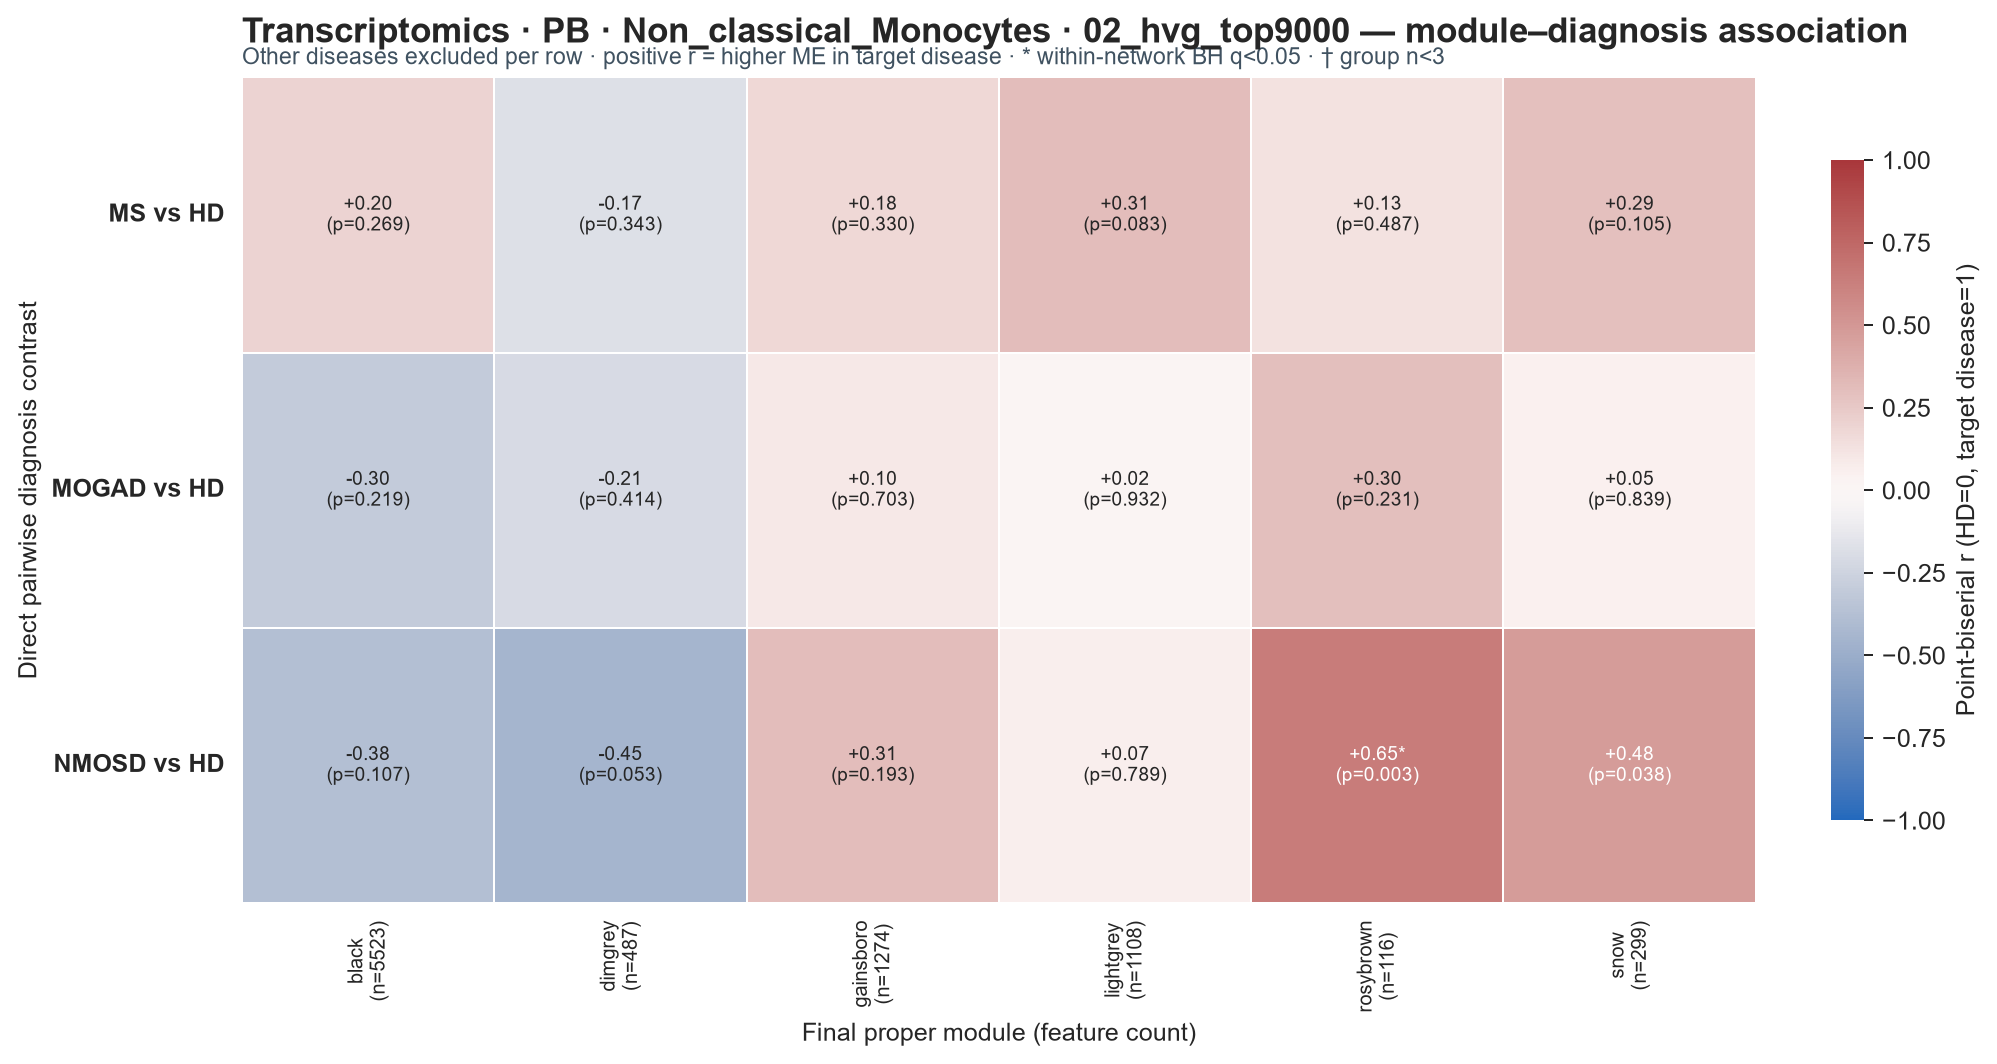 Transcriptomics · PB · Non_classical_Monocytes · 02_hvg_top9000 — module–diagnosis association
Other diseases excluded per row · positive r = higher ME in target disease · * within-network BH q<0.05 · † group n<3
Direct pairwise diagnosis contrast
MS vs HD
+0.20
(p=0.269)
-0.17
(p=0.343)
+0.18
(p=0.330)
+0.31
(p=0.083)
+0.13
(p=0.487)
+0.29
(p=0.105)
MOGAD vs HD
-0.30
(p=0.219)
-0.21
(p=0.414)
+0.10
(p=0.703)
+0.02
(p=0.932)
+0.30
(p=0.231)
+0.05
(p=0.839)
NMOSD vs HD
-0.38
(p=0.107)
-0.45
(p=0.053)
+0.31
(p=0.193)
+0.07
(p=0.789)
+0.65*
(p=0.003)
+0.48
(p=0.038)
black
(n=5523)
dimgrey
(n=487)
gainsboro
(n=1274)
lightgrey
(n=1108)
rosybrown
(n=116)
snow
(n=299)
Final proper module (feature count)
1.00
0.75
0.50
0.25
0.00
−0.25
−0.50
−0.75
−1.00
Point-biserial r (HD=0, target disease=1)